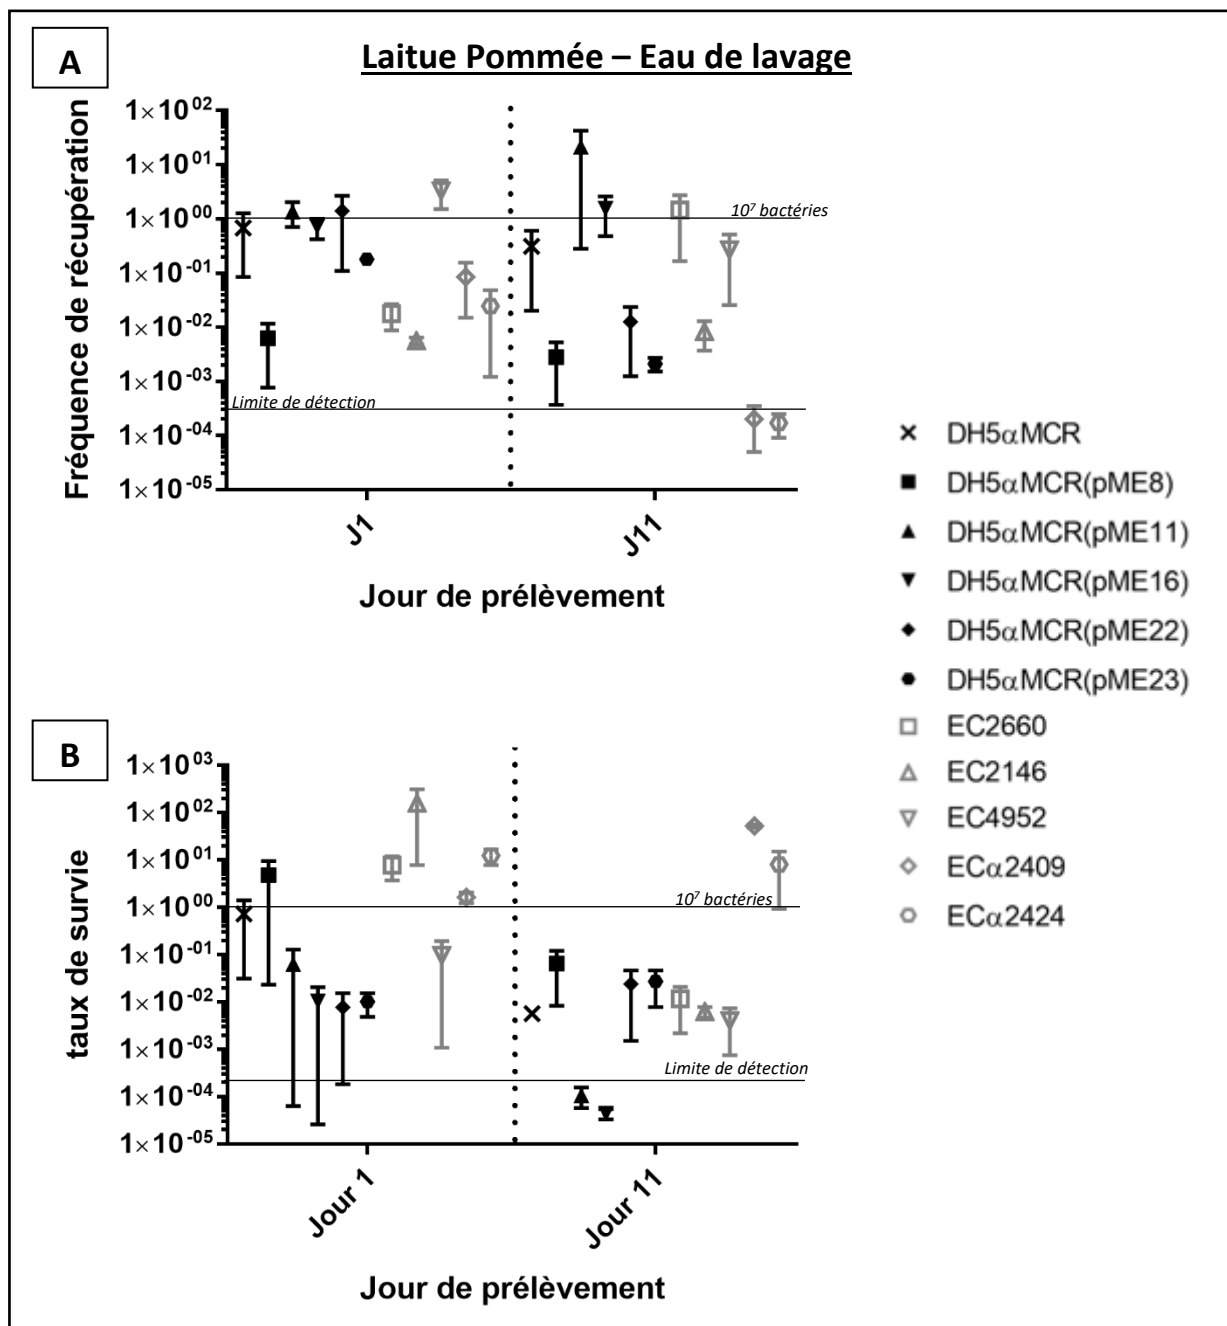 A
Laitue Pommée – Eau de lavage
Fréquence de récupération
1×10^02
1×10^01
1×10^00
1×10^-01
1×10^-02
1×10^-03
1×10^-04
1×10^-05
10^7 bactéries
Limite de détection
J1
J11
Jour de prélèvement
DH5αMCR
DH5αMCR(pME8)
DH5αMCR(pME11)
DH5αMCR(pME16)
DH5αMCR(pME22)
DH5αMCR(pME23)
EC2660
EC2146
EC4952
ECα2409
ECα2424
B
taux de survie
1×10^03
1×10^02
1×10^01
1×10^00
1×10^-01
1×10^-02
1×10^-03
1×10^-04
1×10^-05
10^7 bactéries
Limite de détection
Jour 1
Jour 11
Jour de prélèvement